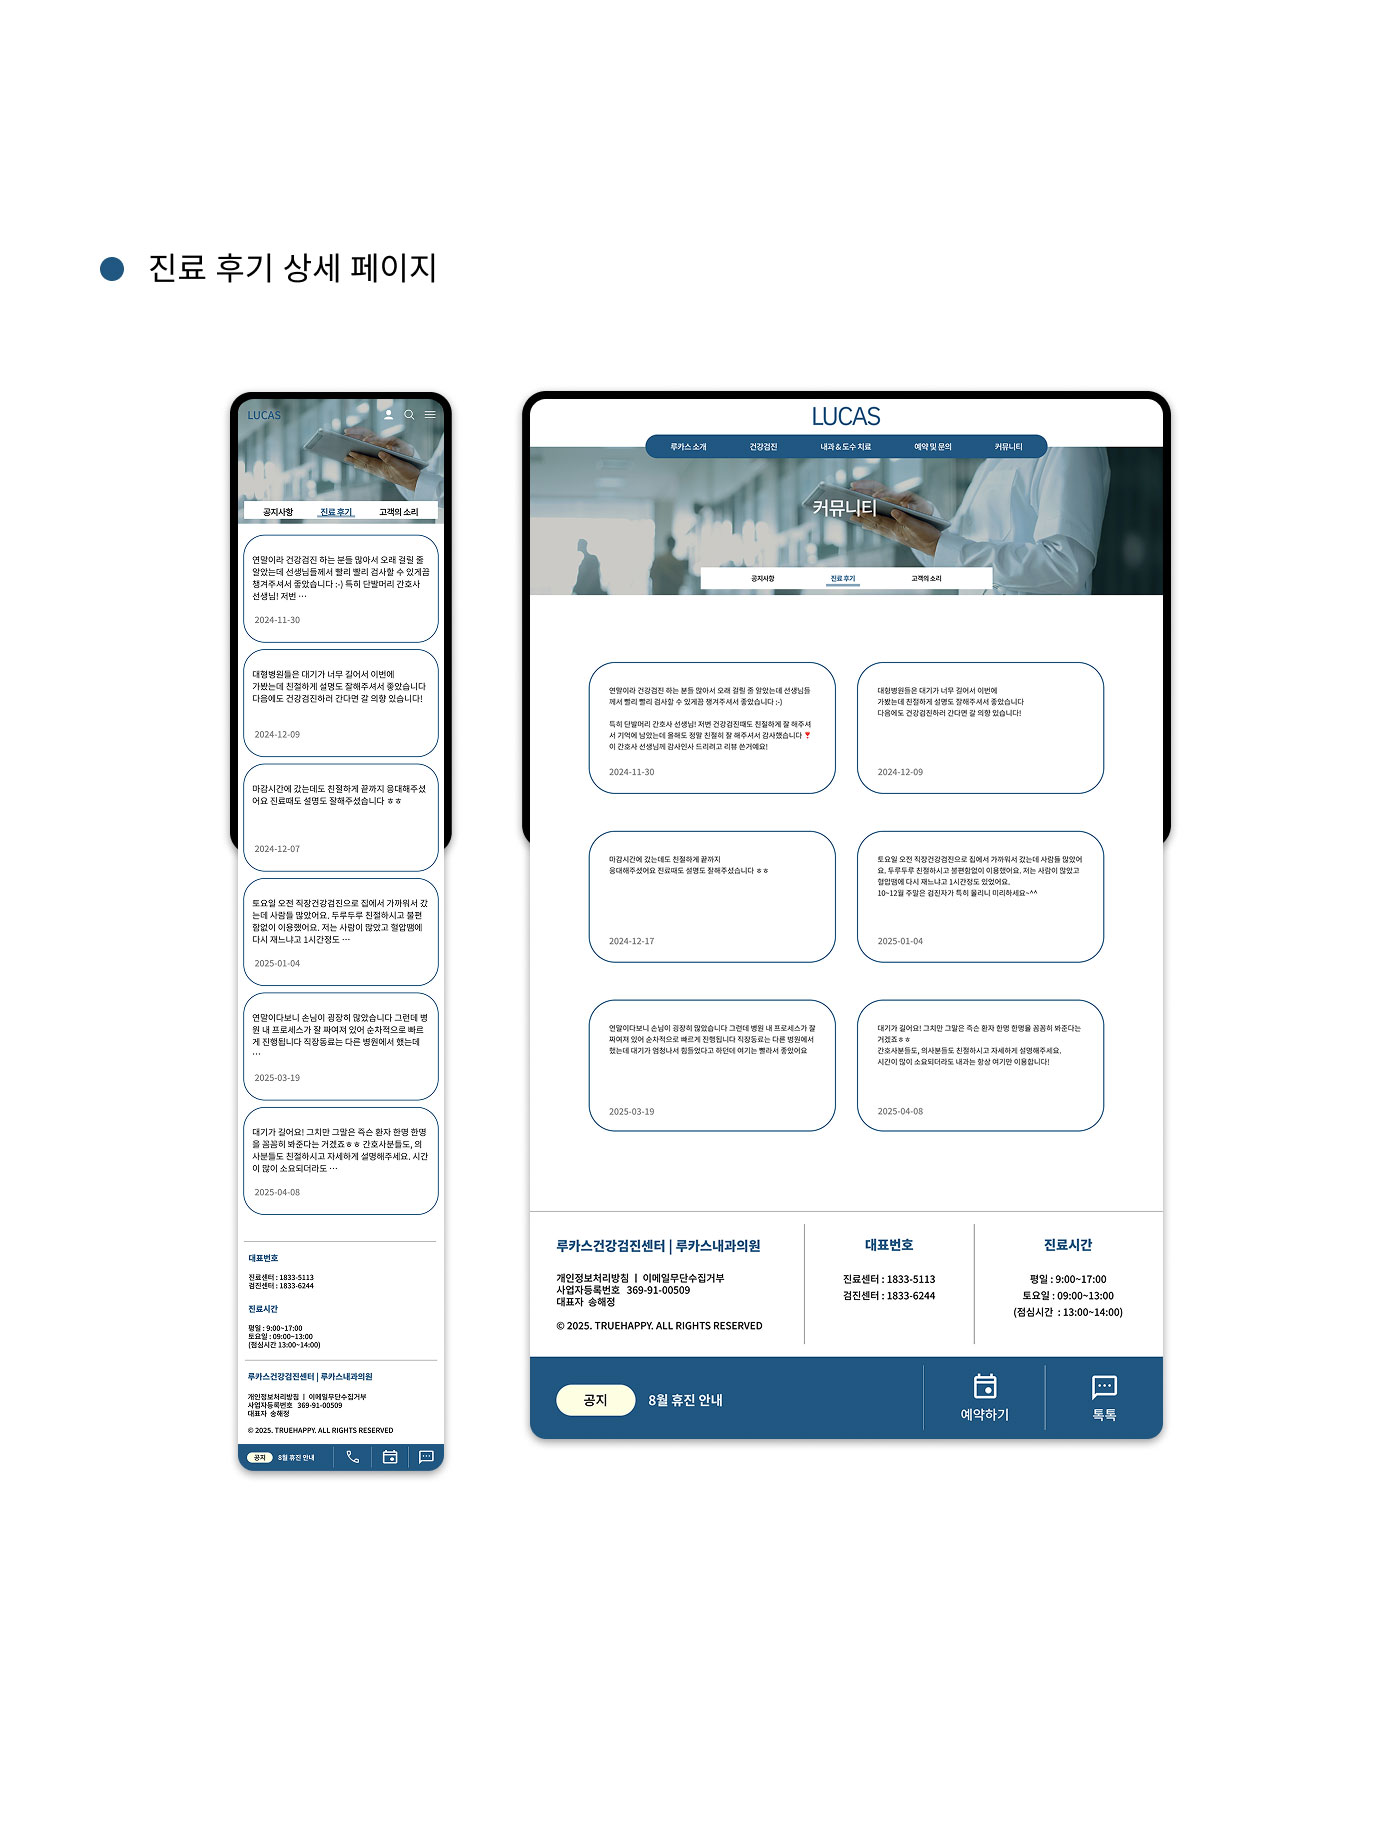 진료 후기 상세 페이지
LUCAS
공지사항 진료 후기 고객의 소리
연말이라 건강검진 하는 분들 많아서 오래 걸릴 줄
알았는데 선생님들께서 빨리 빨리 검사할 수 있게끔
챙겨주셔서 좋았습니다 :-) 특히 단발머리 간호사
선생님! 저번 ⋯
2024-11-30
대형병원들은 대기가 너무 길어서 이번에
가봤는데 친절하게 설명도 잘해주셔서 좋았습니다
다음에도 건강검진하러 간다면 갈 의향 있습니다!
2024-12-09
마감시간에 갔는데도 친절하게 끝까지 응대해주셨
어요 진료때도 설명도 잘해주셨습니다 ㅎㅎ
2024-12-07
토요일 오전 직장건강검진으로 집에서 가까워서 갔
는데 사람들 많았어요. 두루두루 친절하시고 불편
함없이 이용했어요. 저는 사람이 많았고 혈압땜에
다시 재느냐고 1시간정도 ⋯
2025-01-04
연말이다보니 손님이 굉장히 많았습니다 그런데 병
원 내 프로세스가 잘 짜여져 있어 순차적으로 빠르
게 진행됩니다 직장동료는 다른 병원에서 했는데
⋯
2025-03-19
대기가 길어요! 그치만 그말은 즉슨 환자 한명 한명
을 꼼꼼히 봐준다는 거겠죠ㅎㅎ 간호사분들도, 의
사분들도 친절하시고 자세하게 설명해주세요. 시간
이 많이 소요되더라도 ⋯
2025-04-08
대표번호
진료센터 : 1833-5113
검진센터 : 1833-6244
진료시간
평일 : 9:00~17:00
토요일 : 09:00~13:00
(점심시간 13:00~14:00)
루카스건강검진센터 | 루카스내과의원
개인정보처리방침 | 이메일무단수집거부
사업자등록번호 369-91-00509
대표자 송해정
© 2025. TRUEHAPPY. ALL RIGHTS RESERVED
공지 8월 휴진 안내
LUCAS
루카스 소개 건강검진 내과 & 도수 치료 예약 및 문의 커뮤니티
커뮤니티
공지사항 진료 후기 고객의 소리
연말이라 건강검진 하는 분들 많아서 오래 걸릴 줄 알았는데 선생님들
께서 빨리 빨리 검사할 수 있게끔 챙겨주셔서 좋았습니다 :-)
특히 단발머리 간호사 선생님! 저번 건강검진때도 친절하게 잘 해주셔
서 기억에 남았는데 올해도 정말 친절히 잘 해주셔서 감사했습니다❣
이 간호사 선생님께 감사인사 드리려고 리뷰 쓴거에요!
2024-11-30
대형병원들은 대기가 너무 길어서 이번에
가봤는데 친절하게 설명도 잘해주셔서 좋았습니다
다음에도 건강검진하러 간다면 갈 의향 있습니다!
2024-12-09
마감시간에 갔는데도 친절하게 끝까지
응대해주셨어요 진료때도 설명도 잘해주셨습니다 ㅎㅎ
2024-12-17
토요일 오전 직장건강검진으로 집에서 가까워서 갔는데 사람들 많았어
요. 두루두루 친절하시고 불편함없이 이용했어요. 저는 사람이 많았고
혈압땜에 다시 재느냐고 1시간정도 있었어요.
10~12월 주말은 검진자가 특히 몰리니 미리하세요~^^
2025-01-04
연말이다보니 손님이 굉장히 많았습니다 그런데 병원 내 프로세스가 잘
짜여져 있어 순차적으로 빠르게 진행됩니다 직장동료는 다른 병원에서
했는데 대기가 엄청나서 힘들었다고 하던데 여기는 빨라서 좋았어요
2025-03-19
대기가 길어요! 그치만 그말은 즉슨 환자 한명 한명을 꼼꼼히 봐준다는
거겠죠ㅎㅎ
간호사분들도, 의사분들도 친절하시고 자세하게 설명해주세요.
시간이 많이 소요되더라도 내과는 항상 여기만 이용합니다!
2025-04-08
루카스건강검진센터 | 루카스내과의원
개인정보처리방침 | 이메일무단수집거부
사업자등록번호 369-91-00509
대표자 송해정
© 2025. TRUEHAPPY. ALL RIGHTS RESERVED
대표번호
진료센터 : 1833-5113
검진센터 : 1833-6244
진료시간
평일 : 9:00~17:00
토요일 : 09:00~13:00
(점심시간 : 13:00~14:00)
공지 8월 휴진 안내
예약하기
톡톡